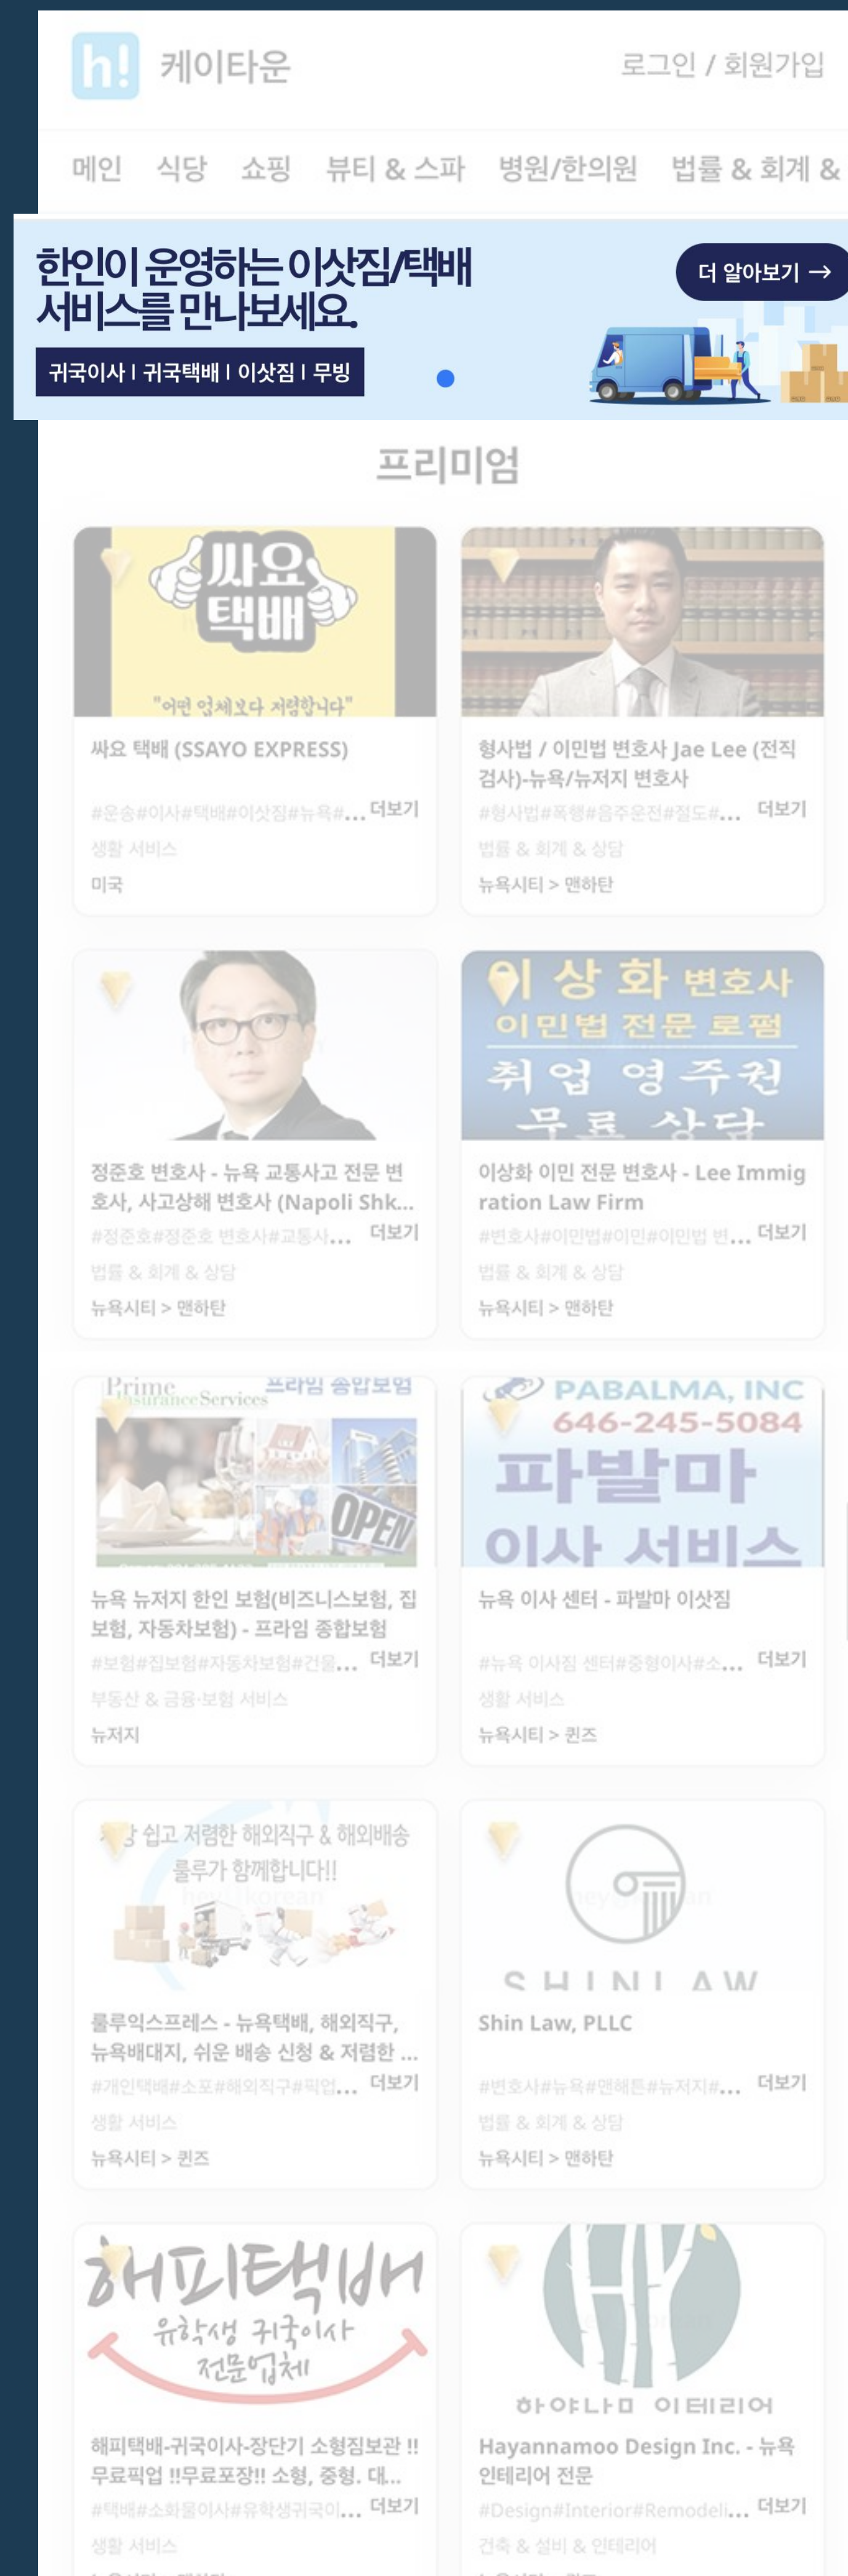 h! 케이타운
로그인 / 회원가입
메인 식당 쇼핑 뷰티 & 스파 병원/한의원 법률 & 회계 &
한인이 운영하는 이삿짐/택배
서비스를 만나보세요.
더 알아보기 →
귀국이사 | 귀국택배 | 이삿짐 | 무빙
프리미엄
싸요
택배
"어떤 업체보다 저렴합니다"
싸요 택배 (SSAYO EXPRESS)
#운송#이사#택배#이삿짐#뉴욕#... 더보기
생활 서비스
미국
형사법 / 이민법 변호사 Jae Lee (전직
검사)-뉴욕/뉴저지 변호사
#형사법#폭행#음주운전#절도#... 더보기
법률 & 회계 & 상담
뉴욕시티 > 맨하탄
정준호 변호사 - 뉴욕 교통사고 전문 변
호사, 사고상해 변호사 (Napoli Shk...
#정준호#정준호 변호사#교통사... 더보기
법률 & 회계 & 상담
뉴욕시티 > 맨하탄
이 상 화 변호사
이민법 전문 로펌
취업 영주권
무료 상담
이상화 이민 전문 변호사 - Lee Immig
ration Law Firm
#변호사#이민법#이민#이민법 변... 더보기
법률 & 회계 & 상담
뉴욕시티 > 맨하탄
Prime
Insurance Services
프라임 종합보험
OPEN
뉴욕 뉴저지 한인 보험(비즈니스보험, 집
보험, 자동차보험) - 프라임 종합보험
#보험#집보험#자동차보험#건물... 더보기
부동산 & 금융·보험 서비스
뉴저지
PABALMA, INC
646-245-5084
파발마
이사 서비스
뉴욕 이사 센터 - 파발마 이삿짐
#뉴욕 이사짐 센터#중형이사#소... 더보기
생활 서비스
뉴욕시티 > 퀸즈
쉽고 저렴한 해외직구 & 해외배송
룰루가 함께합니다!!
룰루익스프레스 - 뉴욕택배, 해외직구,
뉴욕배대지, 쉬운 배송 신청 & 저렴한 ...
#개인택배#소포#해외직구#픽업... 더보기
생활 서비스
뉴욕시티 > 퀸즈
SHINLAW
Shin Law, PLLC
#변호사#뉴욕#맨해튼#뉴저지#... 더보기
법률 & 회계 & 상담
뉴욕시티 > 맨하탄
해피택배
유학생 귀국이사
전문업체
해피택배-귀국이사-장단기 소형짐보관 !!
무료픽업 !!무료포장!! 소형, 중형. 대...
#택배#소화물이사#유학생귀국이... 더보기
생활 서비스
하야나무 인테리어
Hayannamoo Design Inc. - 뉴욕
인테리어 전문
#Design#Interior#Remodeli... 더보기
건축 & 설비 & 인테리어